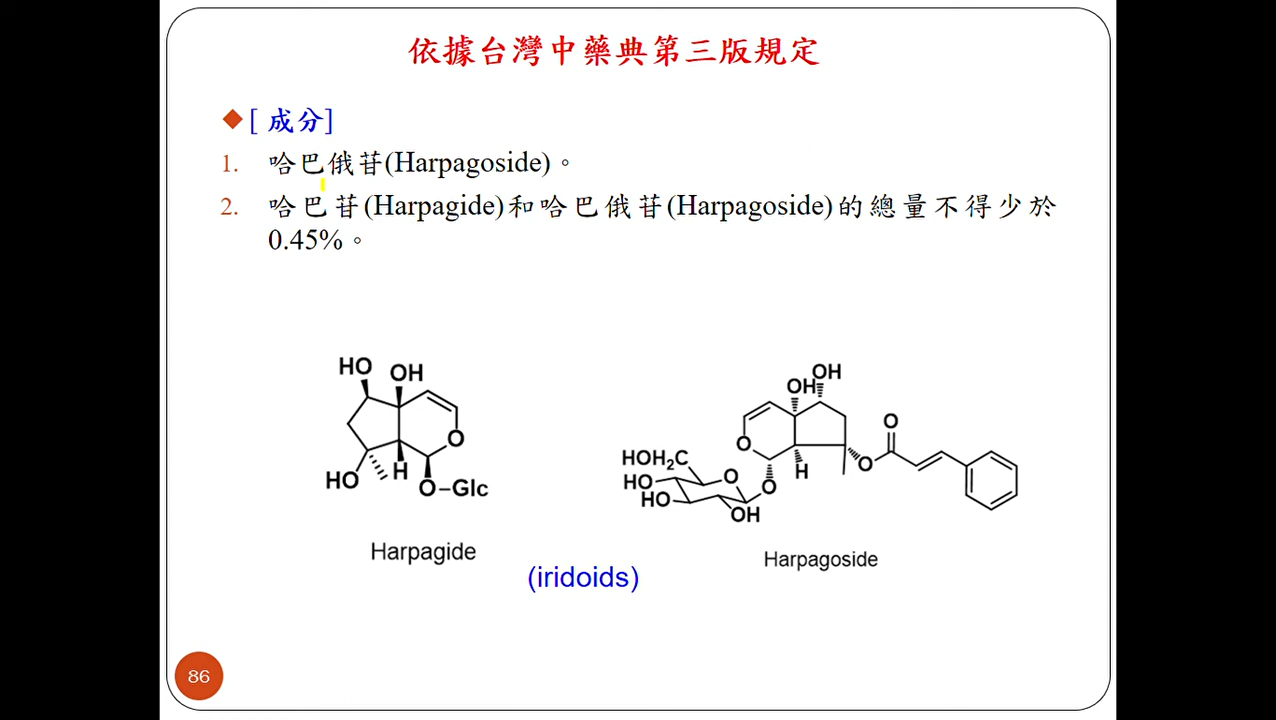 依據台灣中藥典第三版規定
[ 成分]
1. 哈巴俄苷(Harpagoside)。
2. 哈巴苷(Harpagide)和哈巴俄苷(Harpagoside)的總量不得少於
0.45%。
HO OH
O
HO H
O-Glc
Harpagide
OH
OH
O
O
HOH₂C
HO
HO
O
O
H
O
OH
Harpagoside
(iridoids)
86